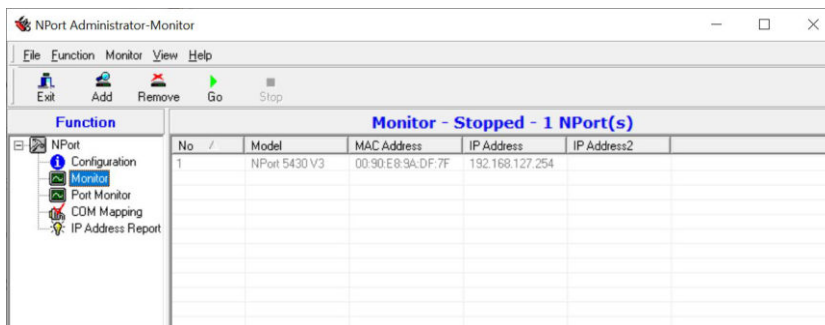 NPort Administrator-Monitor
File Function Monitor View Help
Exit Add Remove Go Stop
Function
Monitor - Stopped - 1 NPort(s)
NPort
Configuration
Monitor
Port Monitor
COM Mapping
IP Address Report
No / Model MAC Address IP Address IP Address2
1 NPort 5430 V3 00:90:E8:9A:DF:7F 192.168.127.254